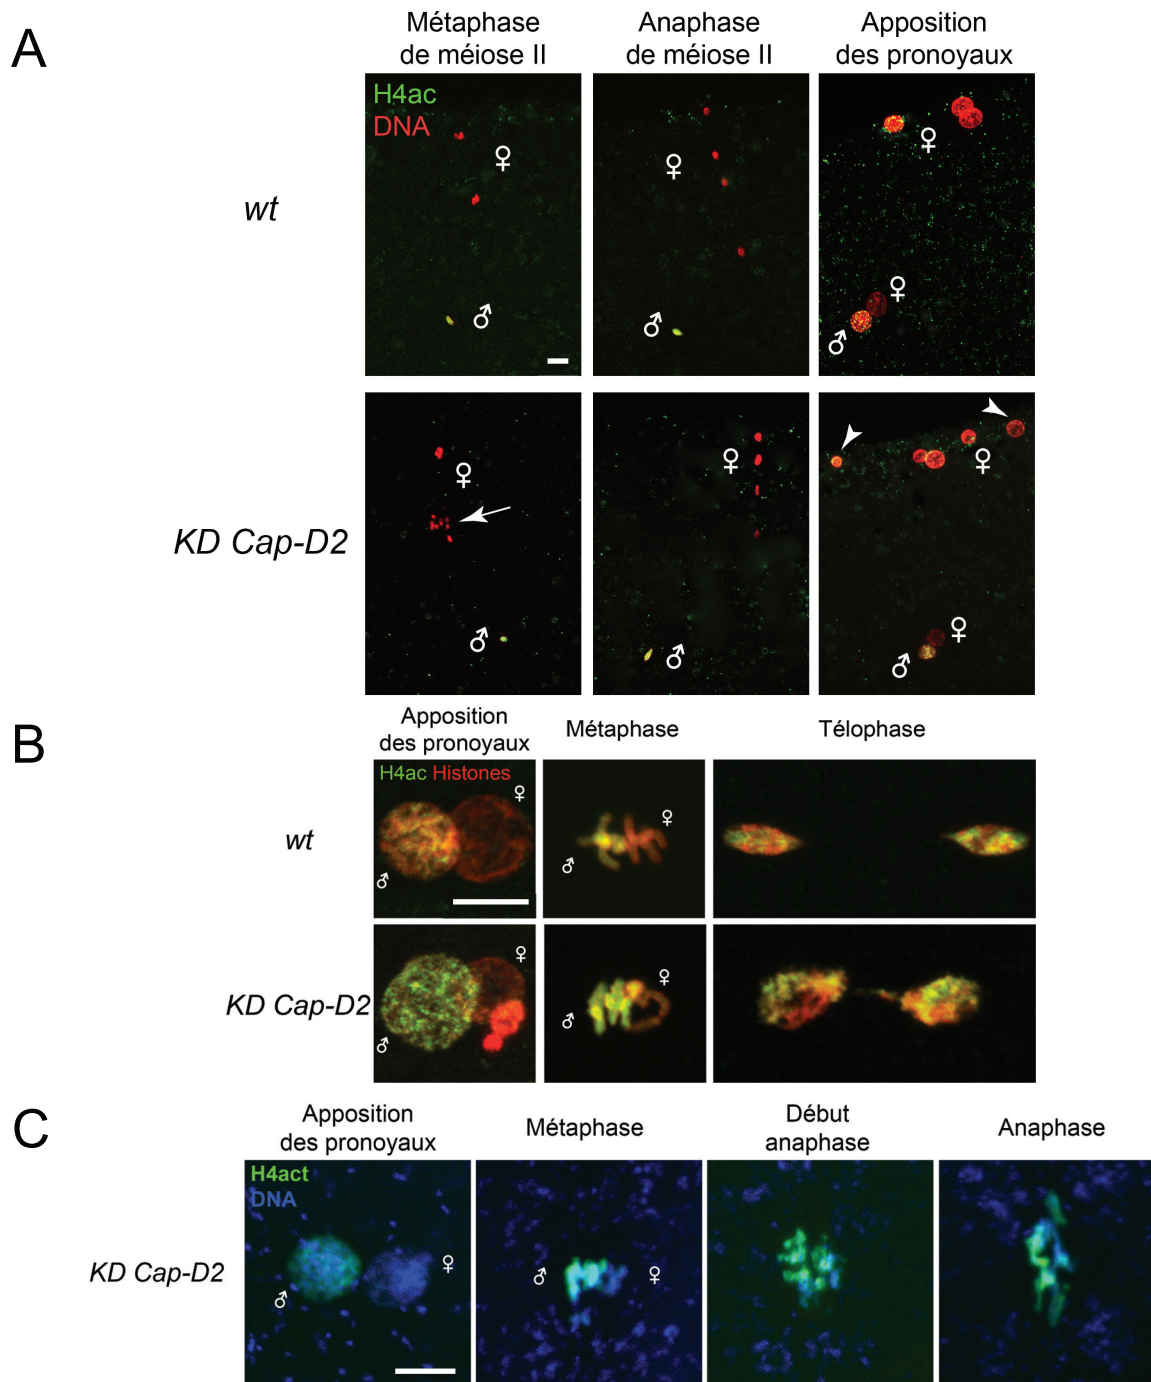 A
Métaphase
de méiose II
Anaphase
de méiose II
Apposition
des pronoyaux
H4ac
DNA
♀
♀
♀
wt
♂
♂
♀
♂
♀
♀
♀
KD Cap-D2
♂
♂
♀
♂
B
Apposition
des pronoyaux
Métaphase
Télophase
H4ac Histones
♀
♀
wt
♂
♂
♀
♀
KD Cap-D2
♂
♂
C
Apposition
des pronoyaux
Métaphase
Début
anaphase
Anaphase
H4act
DNA
♀
♂
♀
KD Cap-D2
♂